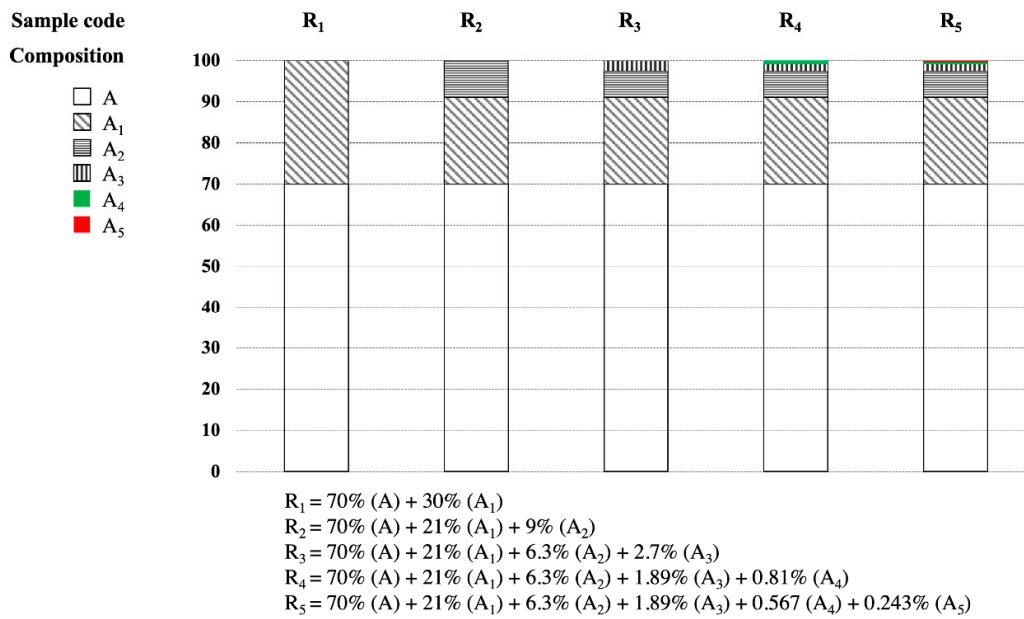 Sample code R₁ R₂ R₃ R₄ R₅
Composition
A
A₁
A₂
A₃
A₄
A₅
100
90
80
70
60
50
40
30
20
10
0
R₁ = 70% (A) + 30% (A₁)
R₂ = 70% (A) + 21% (A₁) + 9% (A₂)
R₃ = 70% (A) + 21% (A₁) + 6.3% (A₂) + 2.7% (A₃)
R₄ = 70% (A) + 21% (A₁) + 6.3% (A₂) + 1.89% (A₃) + 0.81% (A₄)
R₅ = 70% (A) + 21% (A₁) + 6.3% (A₂) + 1.89% (A₃) + 0.567 (A₄) + 0.243% (A₅)